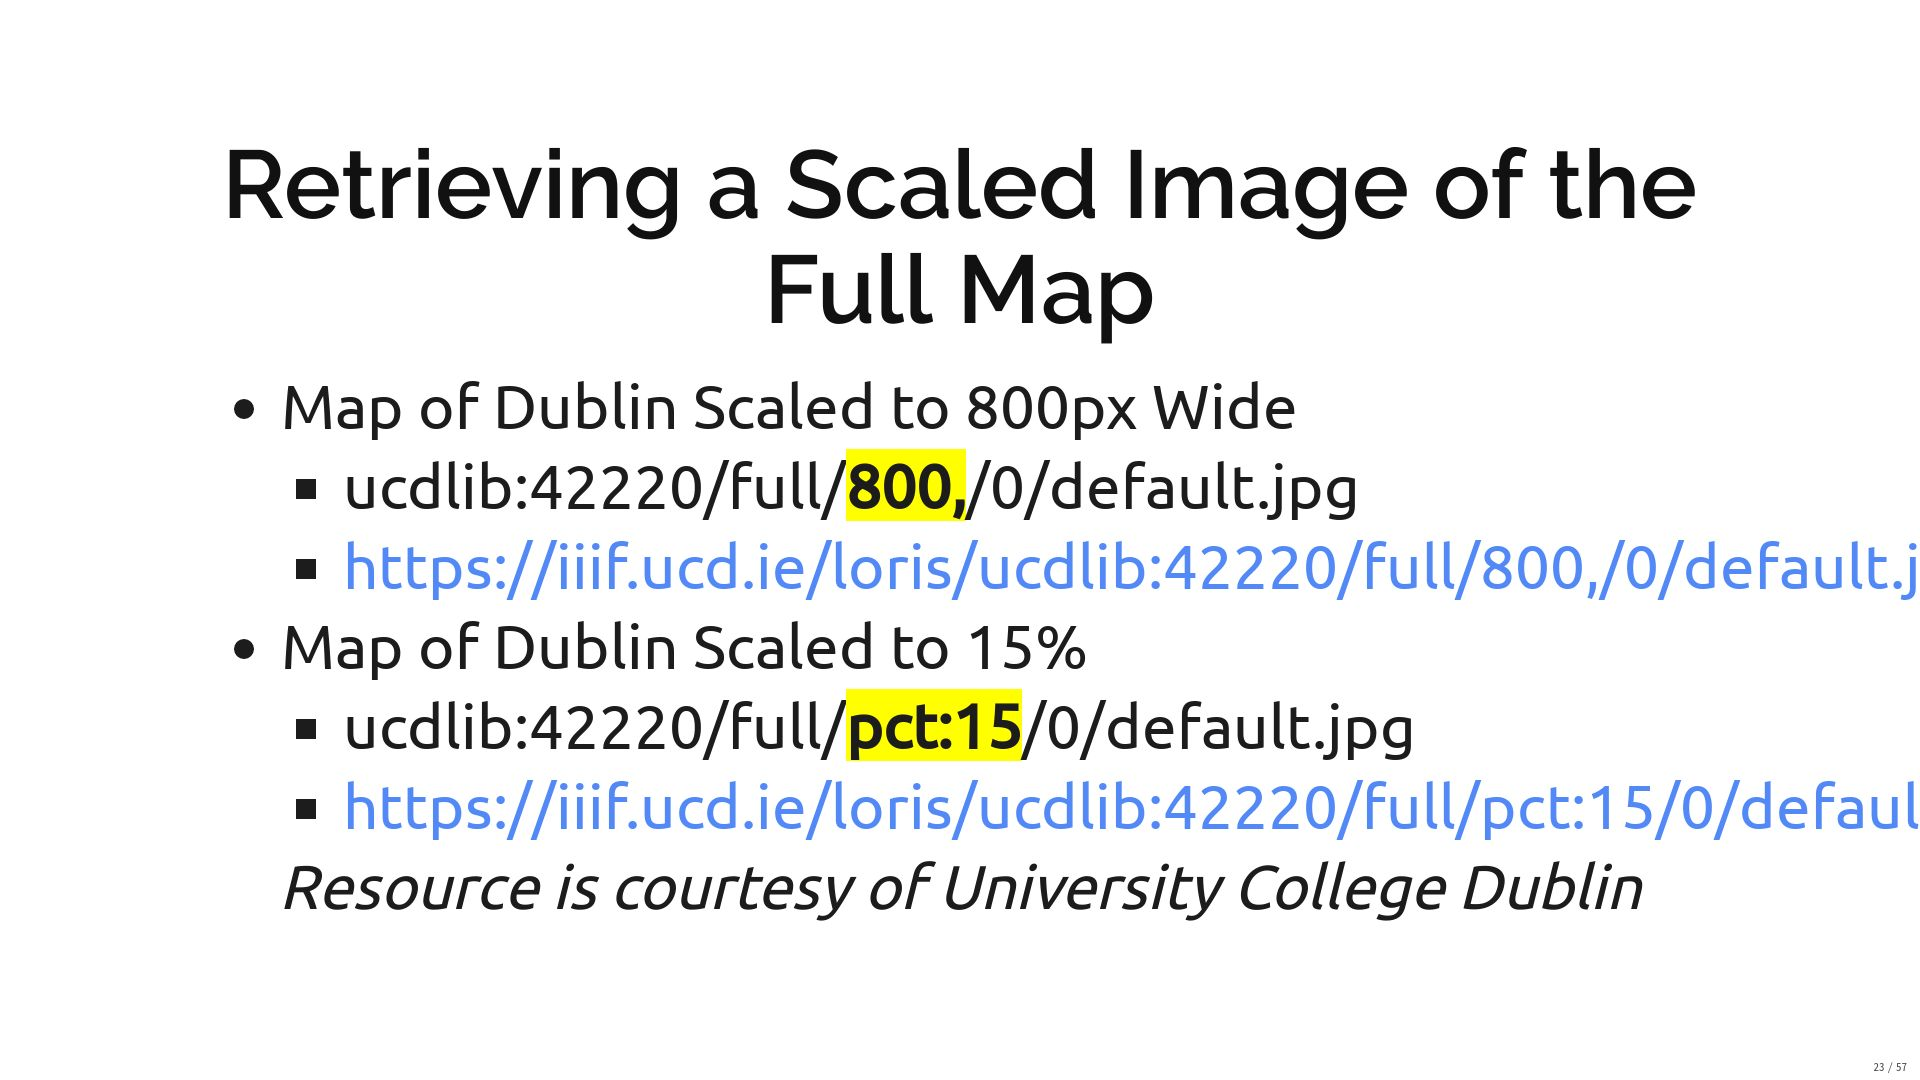 Retrieving a Scaled Image of the
Full Map
• Map of Dublin Scaled to 800px Wide
▪ ucdlib:42220/full/800,/0/default.jpg
▪ https://iiif.ucd.ie/loris/ucdlib:42220/full/800,/0/default.j
• Map of Dublin Scaled to 15%
▪ ucdlib:42220/full/pct:15/0/default.jpg
▪ https://iiif.ucd.ie/loris/ucdlib:42220/full/pct:15/0/defaul
Resource is courtesy of University College Dublin
23 / 57